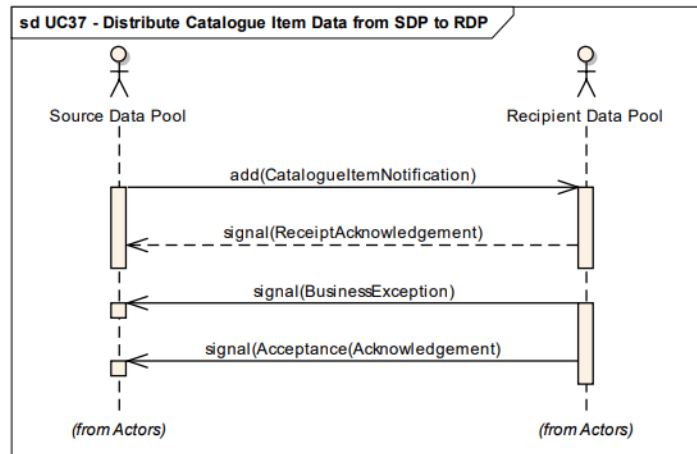 sd UC37 - Distribute Catalogue Item Data from SDP to RDP
Source Data Pool
Recipient Data Pool
add(CatalogueItemNotification)
signal(ReceiptAcknowledgement)
signal(BusinessException)
signal(Acceptance(Acknowledgement)
(from Actors)
(from Actors)